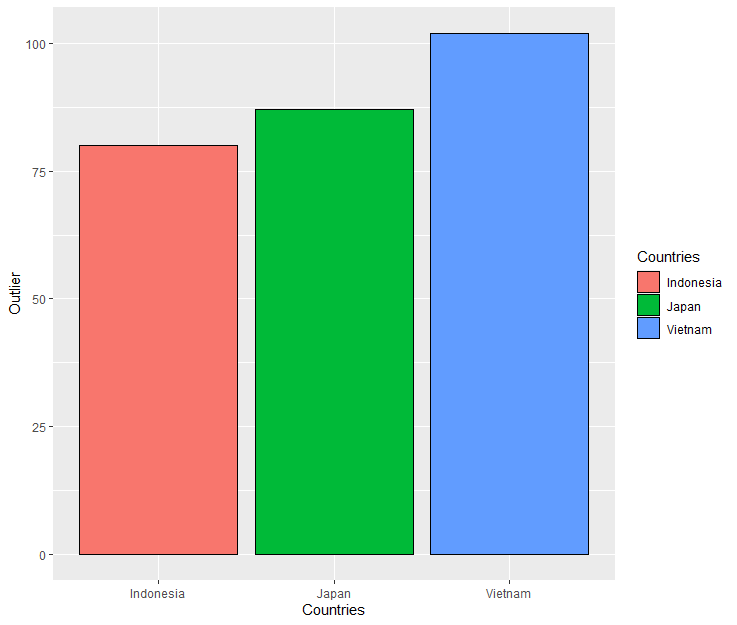 Outlier
100
75
50
25
0
Indonesia Japan Vietnam
Countries
Countries
Indonesia
Japan
Vietnam